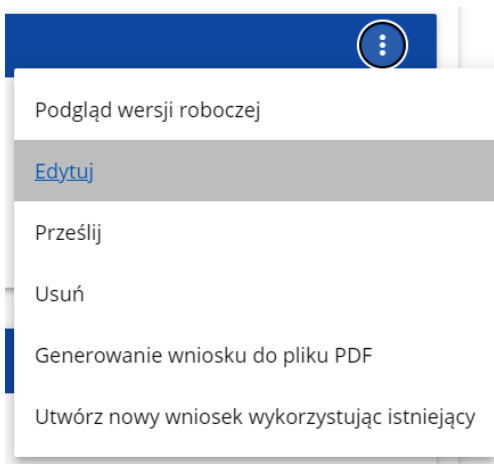 Podgląd wersji roboczej
Edytuj
Prześlij
Usuń
Generowanie wniosku do pliku PDF
Utwórz nowy wniosek wykorzystując istniejący